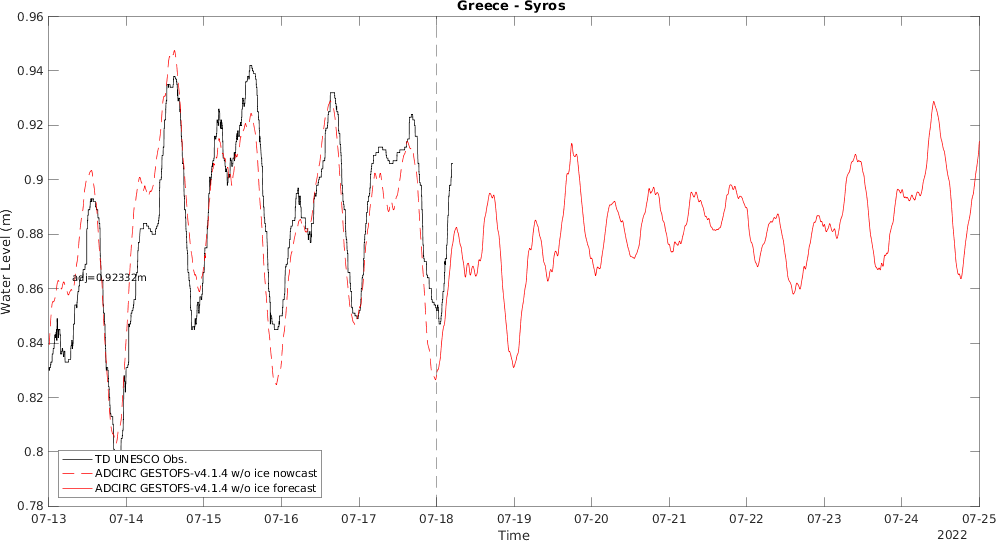 Greece - Syros
0.96
0.94
0.92
0.9
0.88
0.86
0.84
0.82
0.8
0.78
Water Level (m)
adj=0.92332m
TD UNESCO Obs.
ADCIRC GESTOFS-v4.1.4 w/o ice nowcast
ADCIRC GESTOFS-v4.1.4 w/o ice forecast
07-13 07-14 07-15 07-16 07-17 07-18 07-19 07-20 07-21 07-22 07-23 07-24 07-25
Time
2022